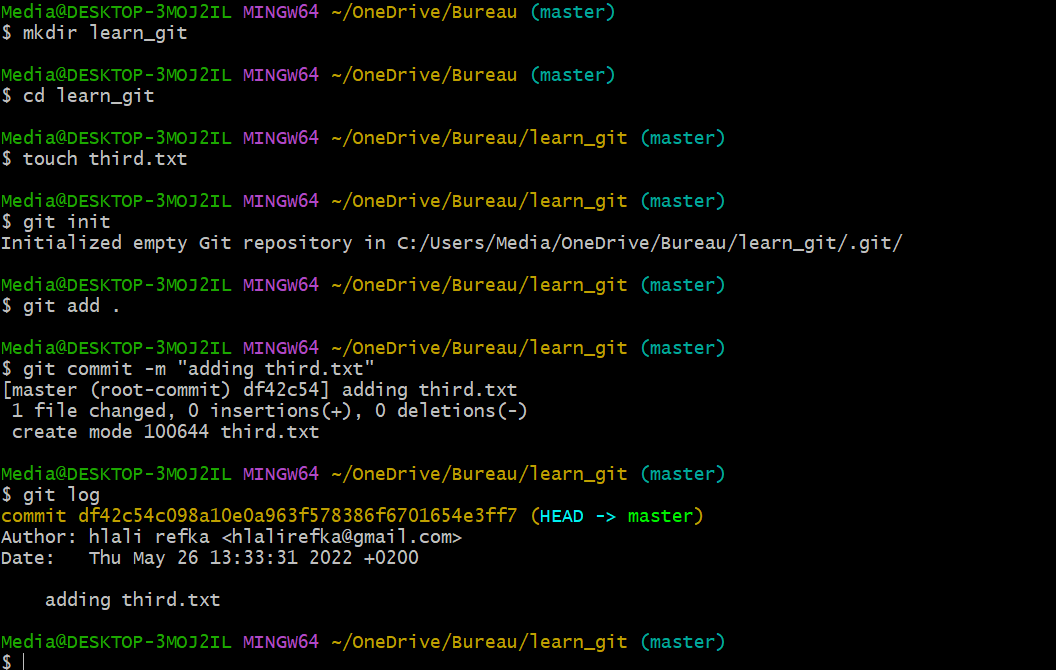 Media@DESKTOP-3MOJ2IL MINGW64 ~/OneDrive/Bureau (master)
$ mkdir learn_git
Media@DESKTOP-3MOJ2IL MINGW64 ~/OneDrive/Bureau (master)
$ cd learn_git
Media@DESKTOP-3MOJ2IL MINGW64 ~/OneDrive/Bureau/learn_git (master)
$ touch third.txt
Media@DESKTOP-3MOJ2IL MINGW64 ~/OneDrive/Bureau/learn_git (master)
$ git init
Initialized empty Git repository in C:/Users/Media/OneDrive/Bureau/learn_git/.git/
Media@DESKTOP-3MOJ2IL MINGW64 ~/OneDrive/Bureau/learn_git (master)
$ git add .
Media@DESKTOP-3MOJ2IL MINGW64 ~/OneDrive/Bureau/learn_git (master)
$ git commit -m "adding third.txt"
[master (root-commit) df42c54] adding third.txt
 1 file changed, 0 insertions(+), 0 deletions(-)
 create mode 100644 third.txt
Media@DESKTOP-3MOJ2IL MINGW64 ~/OneDrive/Bureau/learn_git (master)
$ git log
commit df42c54c098a10e0a963f578386f6701654e3ff7 (HEAD -> master)
Author: hlali refka <hlalirefka@gmail.com>
Date:   Thu May 26 13:33:31 2022 +0200
    adding third.txt
Media@DESKTOP-3MOJ2IL MINGW64 ~/OneDrive/Bureau/learn_git (master)
$